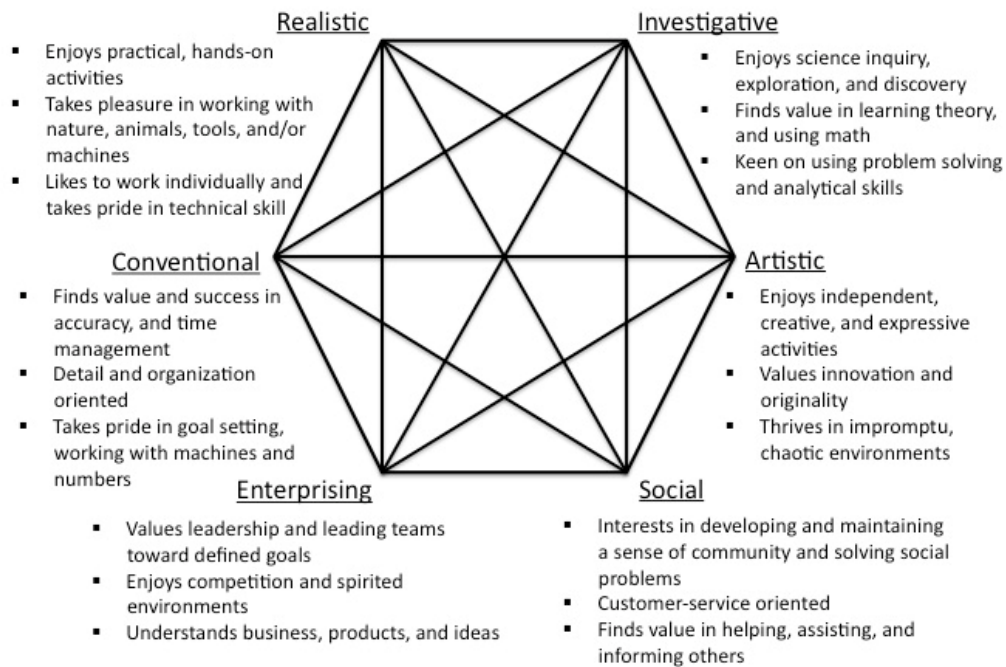 Realistic
▪ Enjoys practical, hands-on
activities
▪ Takes pleasure in working with
nature, animals, tools, and/or
machines
▪ Likes to work individually and
takes pride in technical skill
Investigative
▪ Enjoys science inquiry,
exploration, and discovery
▪ Finds value in learning theory,
and using math
▪ Keen on using problem solving
and analytical skills
Conventional
▪ Finds value and success in
accuracy, and time
management
▪ Detail and organization
oriented
▪ Takes pride in goal setting,
working with machines and
numbers
Artistic
▪ Enjoys independent,
creative, and expressive
activities
▪ Values innovation and
originality
▪ Thrives in impromptu,
chaotic environments
Enterprising
▪ Values leadership and leading teams
toward defined goals
▪ Enjoys competition and spirited
environments
▪ Understands business, products, and ideas
Social
▪ Interests in developing and maintaining
a sense of community and solving social
problems
▪ Customer-service oriented
▪ Finds value in helping, assisting, and
informing others